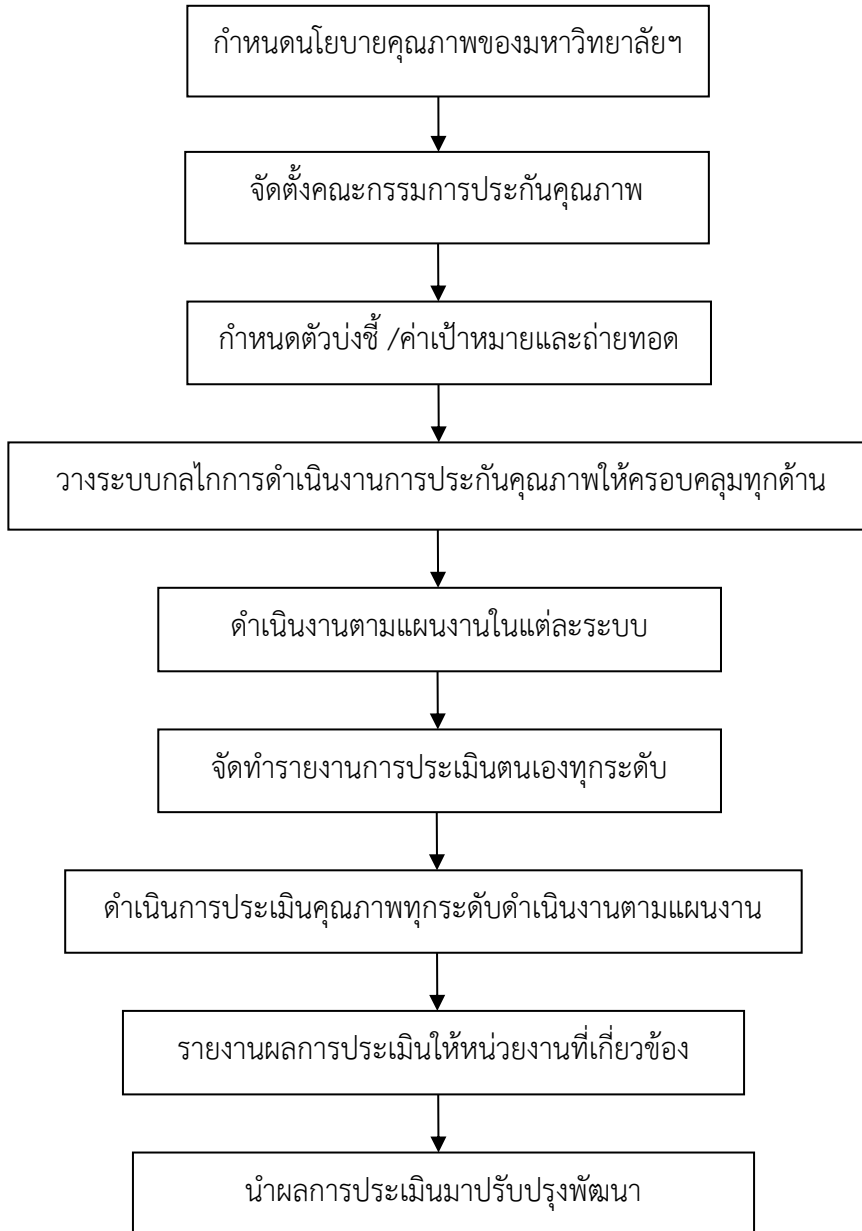 กำหนดนโยบายคุณภาพของมหาวิทยาลัยฯ
จัดตั้งคณะกรรมการประกันคุณภาพ
กำหนดตัวบ่งชี้ /ค่าเป้าหมายและถ่ายทอด
วางระบบกลไกการดำเนินงานการประกันคุณภาพให้ครอบคลุมทุกด้าน
ดำเนินงานตามแผนงานในแต่ละระบบ
จัดทำรายงานการประเมินตนเองทุกระดับ
ดำเนินการประเมินคุณภาพทุกระดับดำเนินงานตามแผนงาน
รายงานผลการประเมินให้หน่วยงานที่เกี่ยวข้อง
นำผลการประเมินมาปรับปรุงพัฒนา